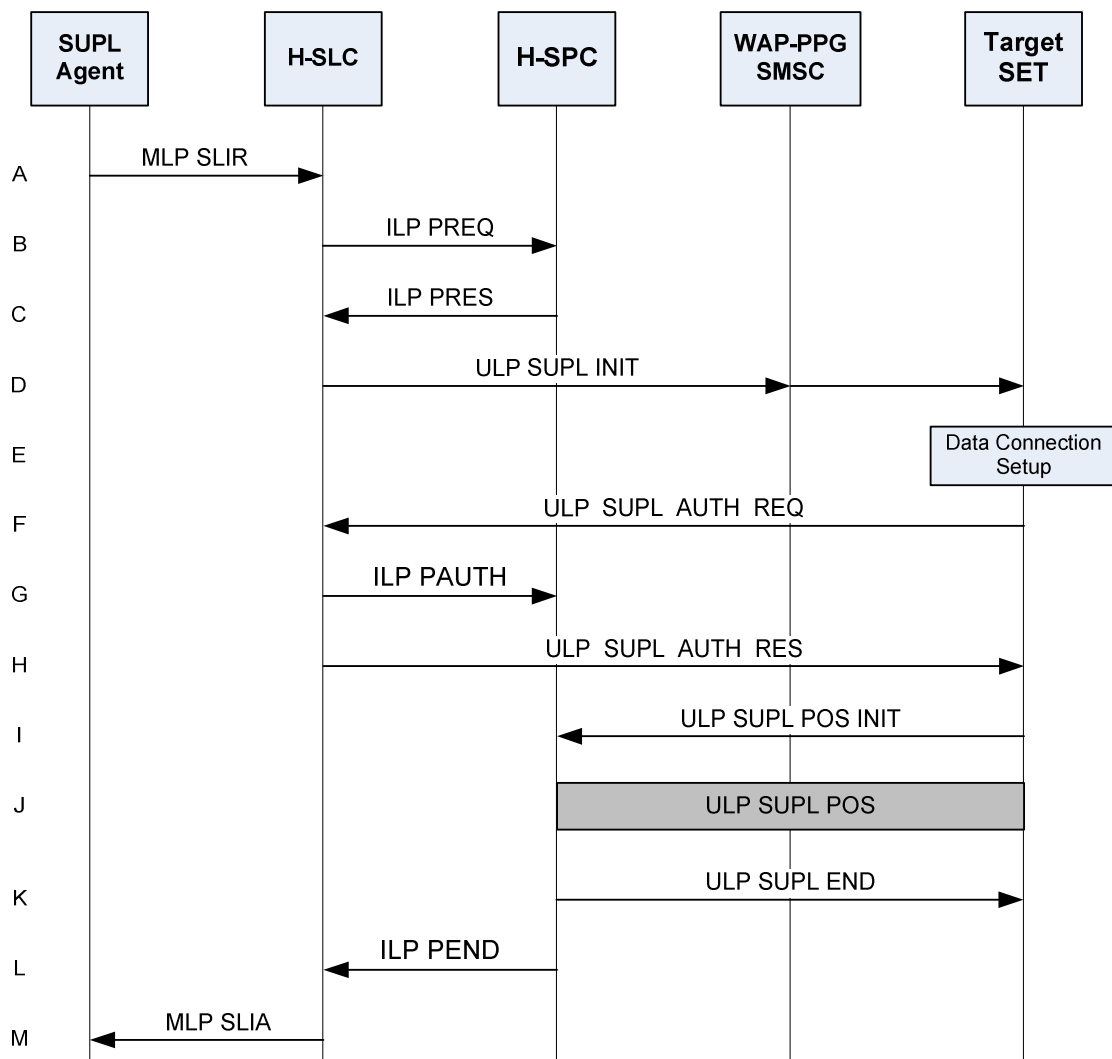 SUPL
Agent
H-SLC
H-SPC
WAP-PPG
SMSC
Target
SET
A
MLP SLIR
B
ILP PREQ
C
ILP PRES
D
ULP SUPL INIT
E
Data Connection
Setup
F
ULP SUPL AUTH REQ
G
ILP PAUTH
H
ULP SUPL AUTH RES
I
ULP SUPL POS INIT
J
ULP SUPL POS
K
ULP SUPL END
L
ILP PEND
M
MLP SLIA